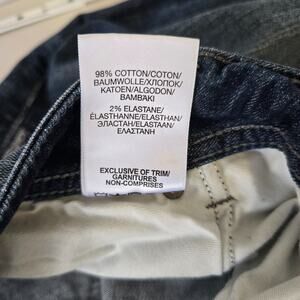 98% COTTON/COTON/
BAUMWOLLE/ХЛОПОК/
KATOEN/ALGODON/
ΒΑΜΒΑΚΙ
2% ELASTANE/
ÉLASTHANNE/ELASTHAN/
ЭЛАСТАН/ELASTAAN/
ΕΛΑΣΤΑΝΗ
EXCLUSIVE OF TRIM/
GARNITURES
NON-COMPRISES